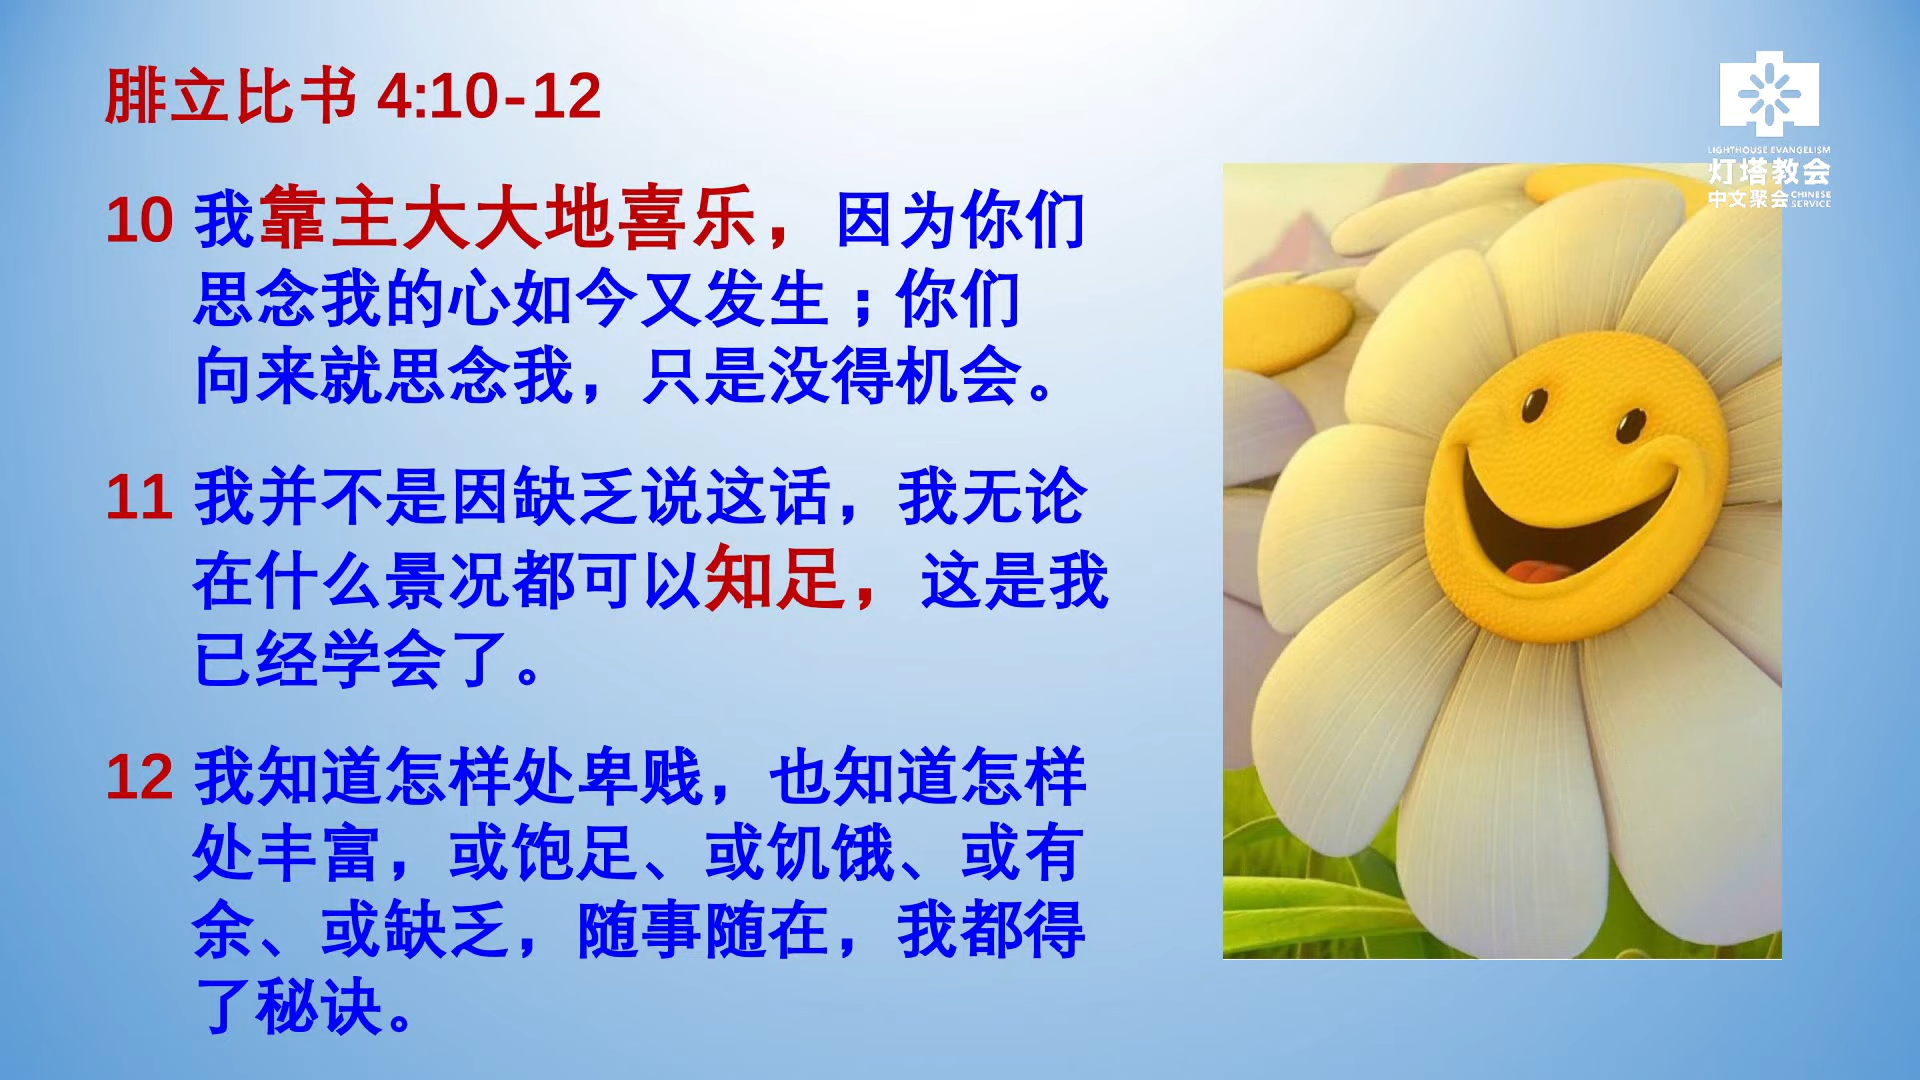 腓立比书 4:10-12
10 我靠主大大地喜乐，因为你们
思念我的心如今又发生；你们
向来就思念我，只是没得机会。
11 我并不是因缺乏说这话，我无论
在什么景况都可以知足，这是我
已经学会了。
12 我知道怎样处卑贱，也知道怎样
处丰富，或饱足、或饥饿、或有
余、或缺乏，随事随在，我都得
了秘诀。
LIGHTHOUSE EVANGELISM
灯塔教会
中文聚会 CHINESE SERVICE